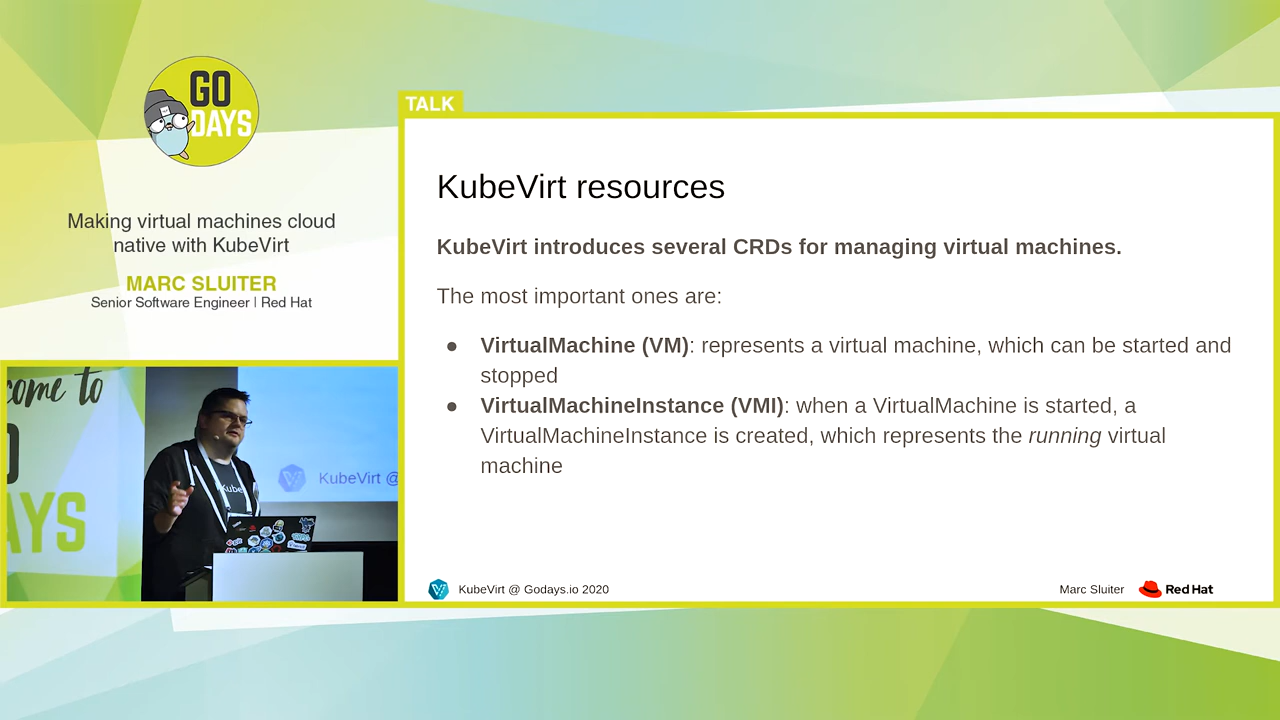 GO
DAYS
Making virtual machines cloud
native with KubeVirt
MARC SLUITER
Senior Software Engineer | Red Hat
TALK
KubeVirt resources
KubeVirt introduces several CRDs for managing virtual machines.
The most important ones are:
● VirtualMachine (VM): represents a virtual machine, which can be started and
stopped
● VirtualMachineInstance (VMI): when a VirtualMachine is started, a
VirtualMachineInstance is created, which represents the running virtual
machine
KubeVirt @ Godays.io 2020
Marc Sluiter
Red Hat
come to
O
AYS
KubeVirt @
Kube